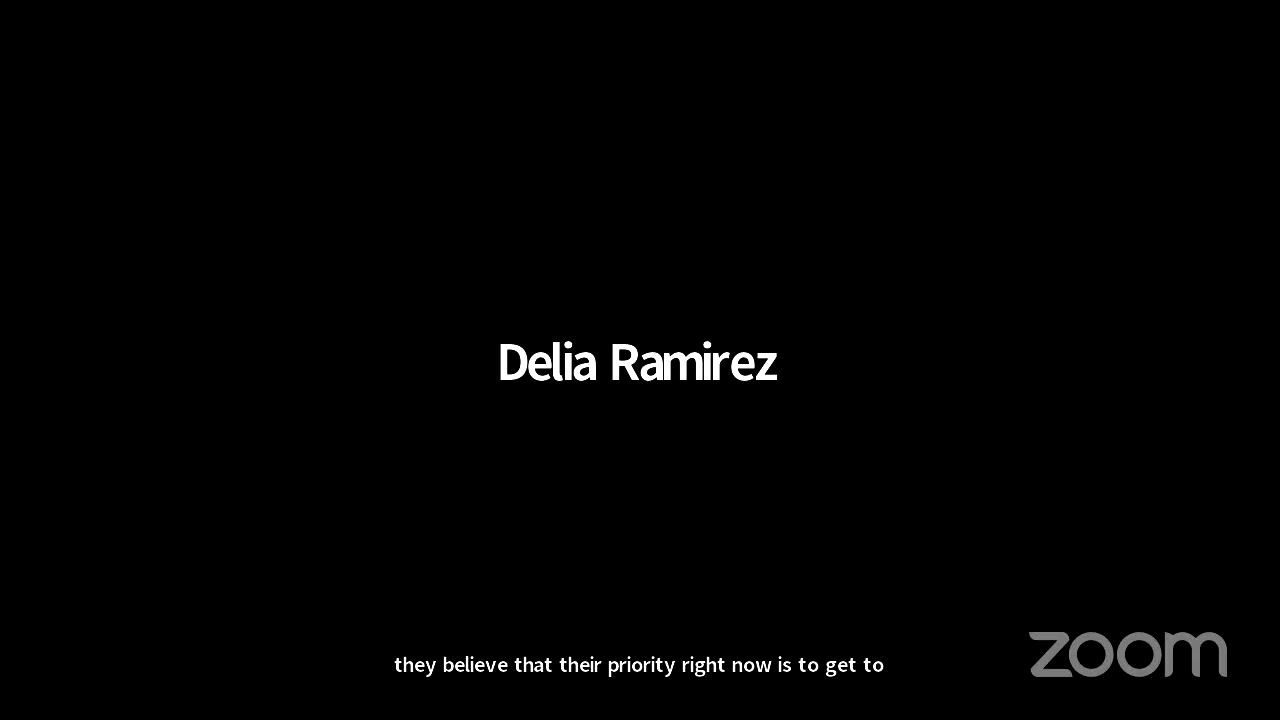 Delia Ramirez
they believe that their priority right now is to get to
zoom